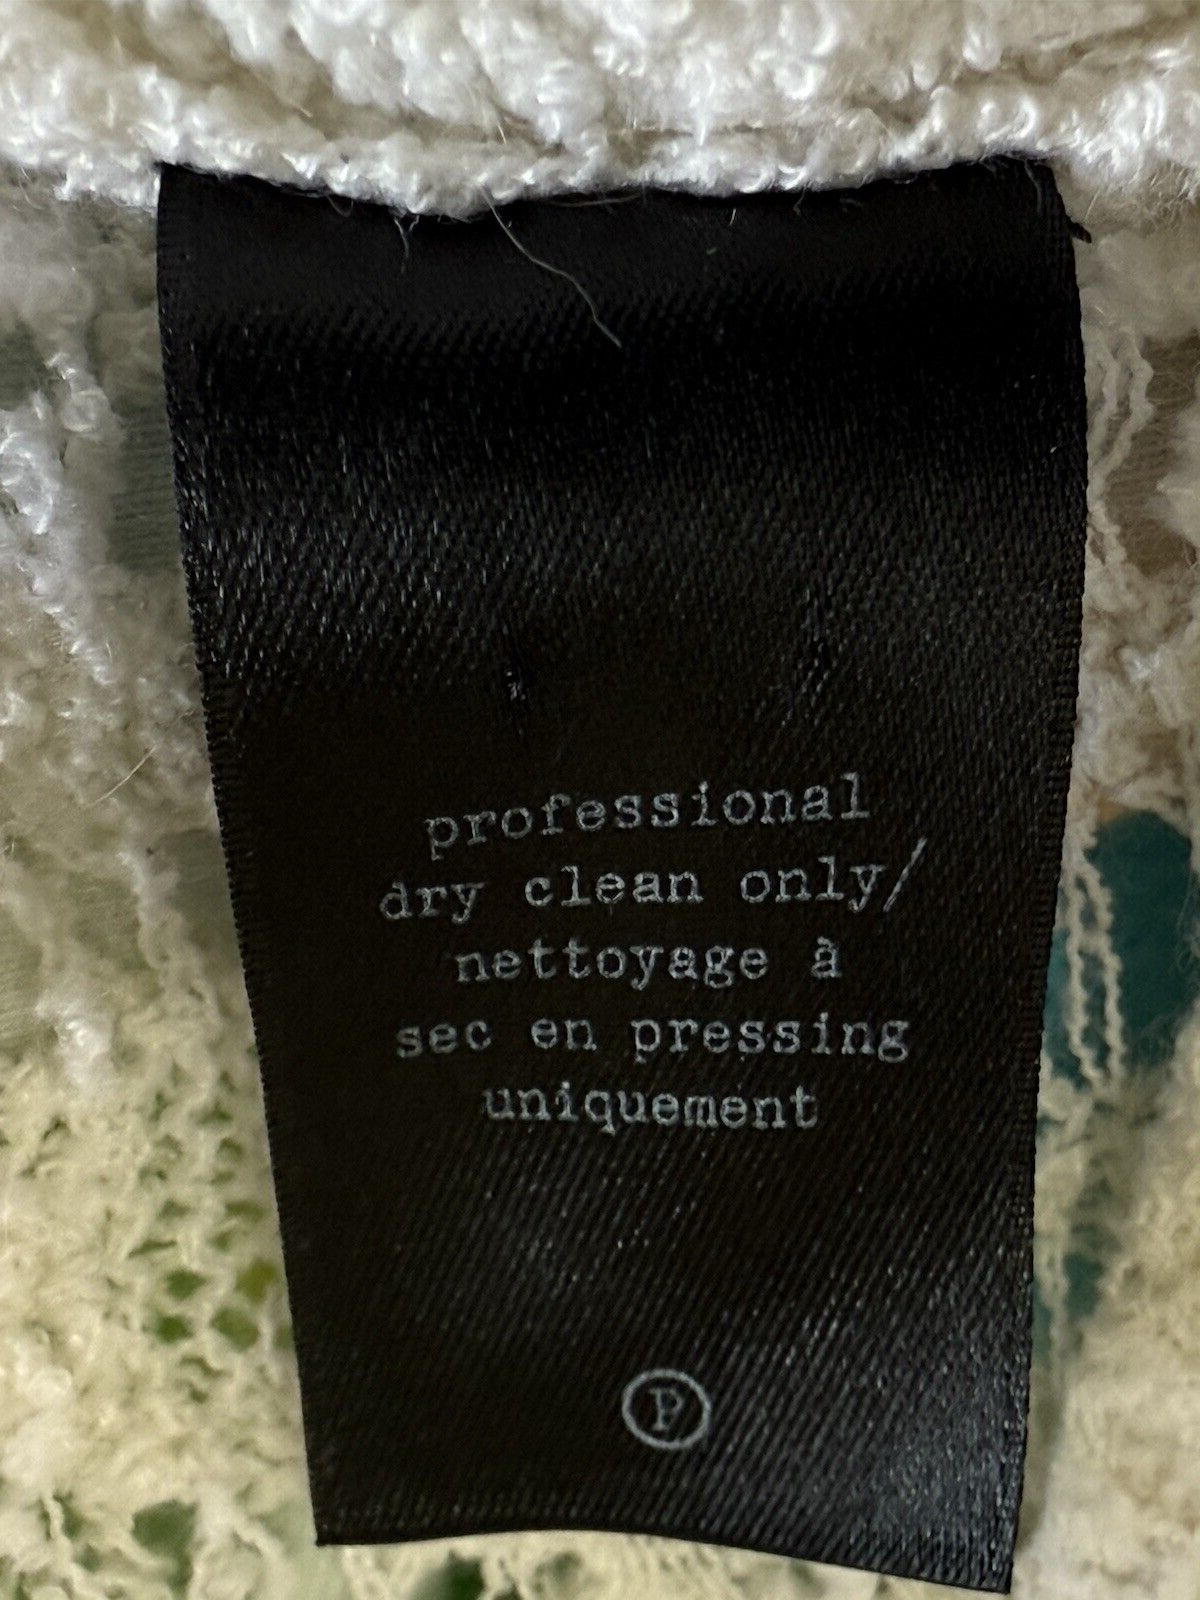 professional
dry clean only/
nettoyage à
sec en pressing
uniquement
P